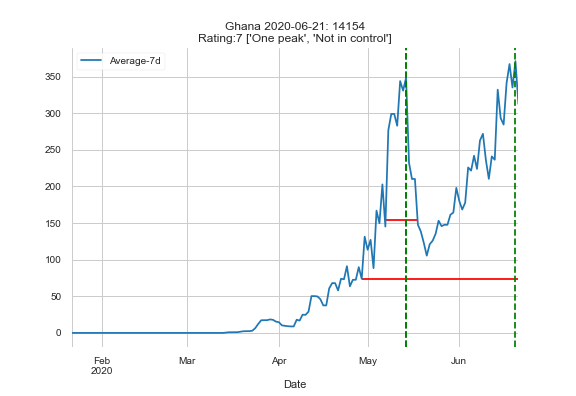 Ghana 2020-06-21: 14154
Rating:7 ['One peak', 'Not in control']
Average-7d
350
300
250
200
150
100
50
0
Feb
2020
Mar
Apr
May
Jun
Date